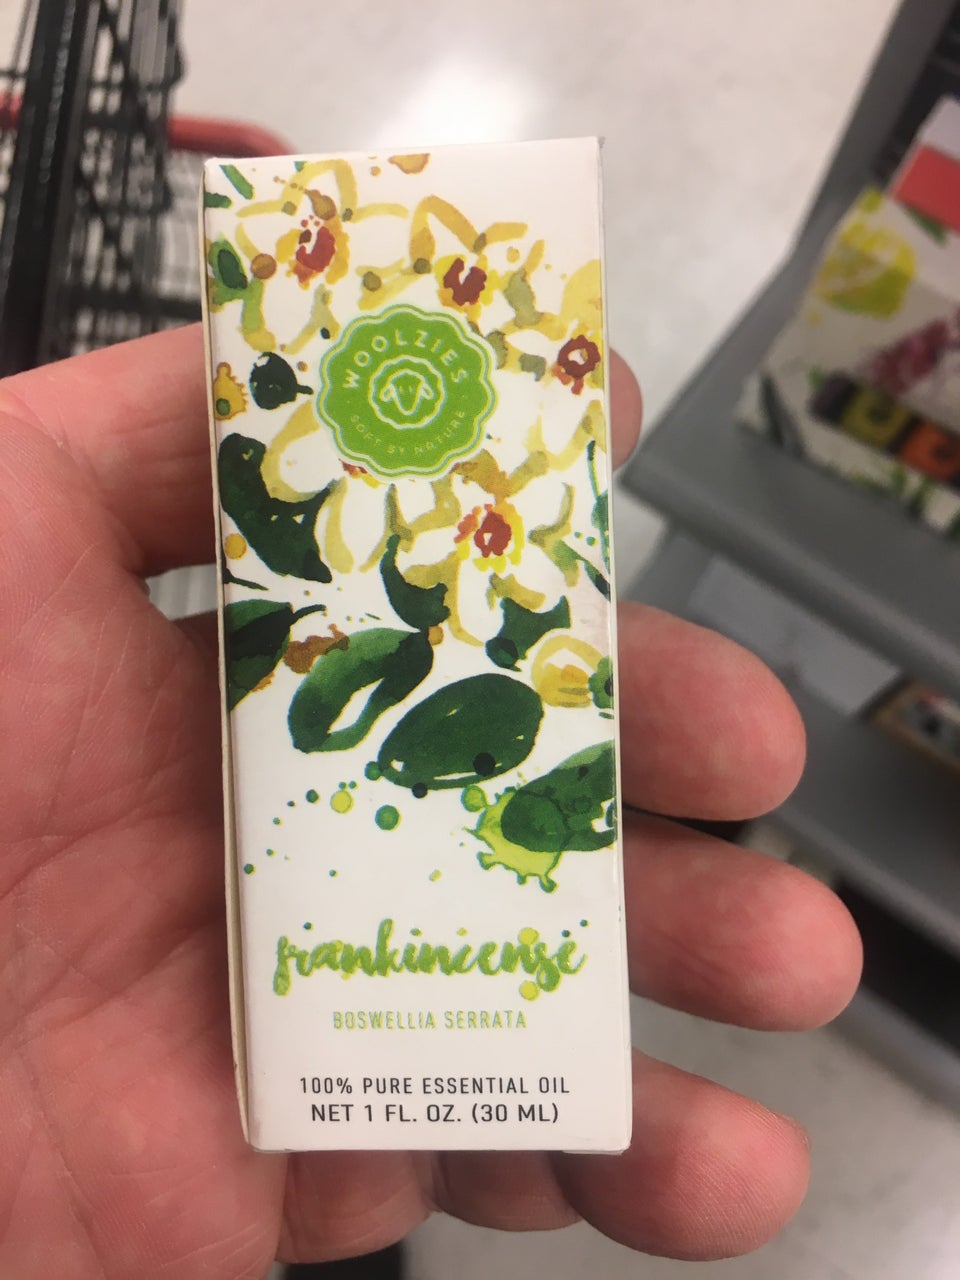 WOOLZIES
SOFT BY NATURE
frankincense
BOSWELLIA SERRATA
100% PURE ESSENTIAL OIL
NET 1 FL. OZ. (30 ML)